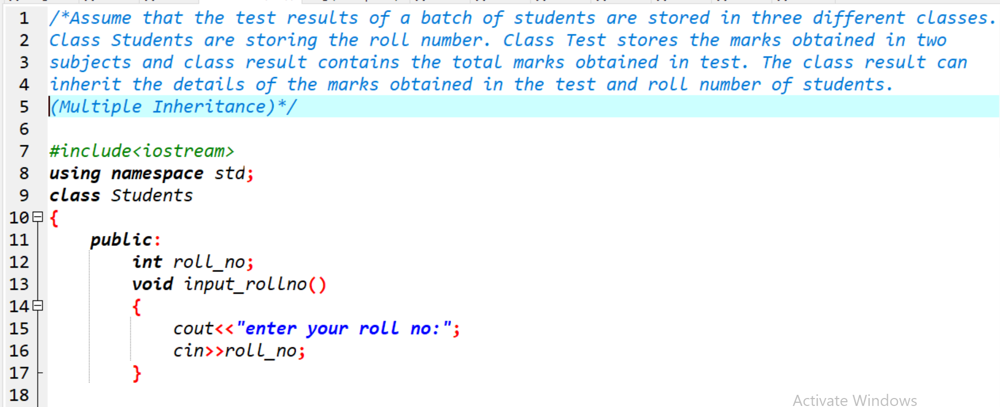 1 /*Assume that the test results of a batch of students are stored in three different classes.
2 Class Students are storing the roll number. Class Test stores the marks obtained in two
3 subjects and class result contains the total marks obtained in test. The class result can
4 inherit the details of the marks obtained in the test and roll number of students.
5 (Multiple Inheritance)*/
6
7 #include<iostream>
8 using namespace std;
9 class Students
10 {
11 public:
12 int roll_no;
13 void input_rollno()
14 {
15 cout<<"enter your roll no:";
16 cin>>roll_no;
17 }
18
Activate Windows